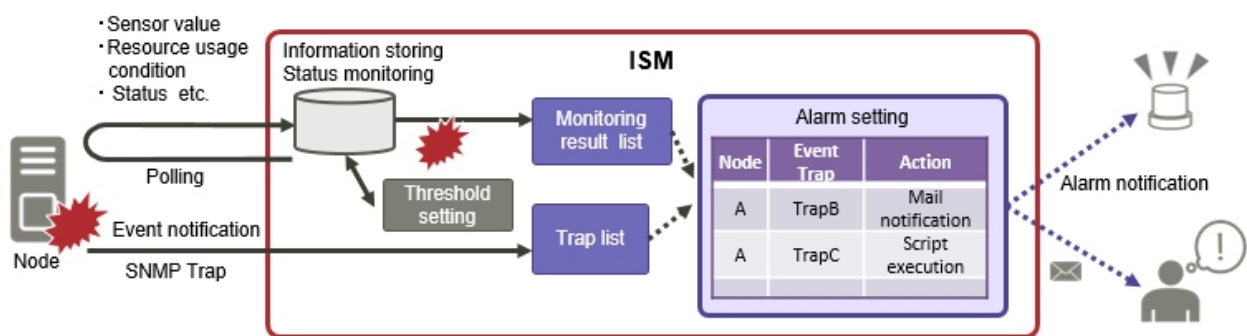 ・Sensor value
・Resource usage
condition
・Status etc.
Information storing
Status monitoring
ISM
Polling
Node
Event notification
SNMP Trap
Threshold
setting
Monitoring
result list
Trap list
Alarm setting
Node Event Trap Action
A TrapB Mail notification
A TrapC Script execution
Alarm notification
!